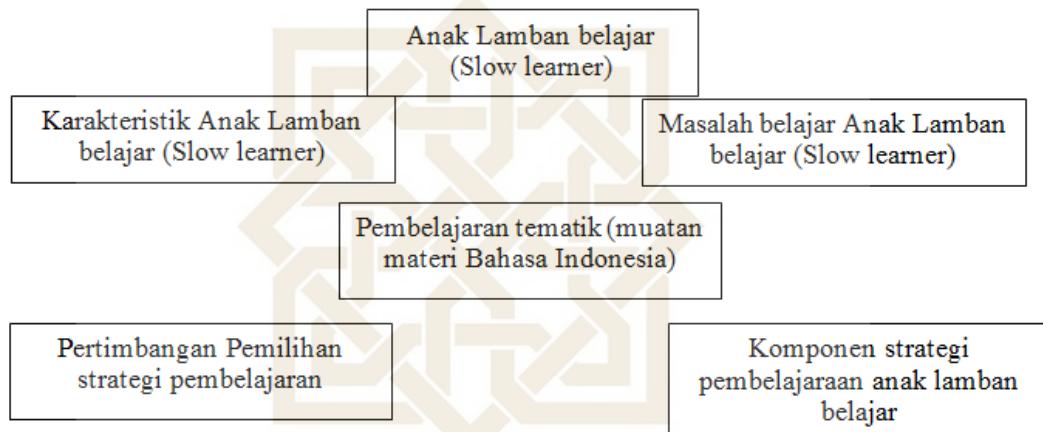 Anak Lamban belajar
(Slow learner)
Karakteristik Anak Lamban
belajar (Slow learner)
Masalah belajar Anak Lamban
belajar (Slow learner)
Pembelajaran tematik (muatan
materi Bahasa Indonesia)
Pertimbangan Pemilihan
strategi pembelajaran
Komponen strategi
pembelajaraan anak lamban
belajar